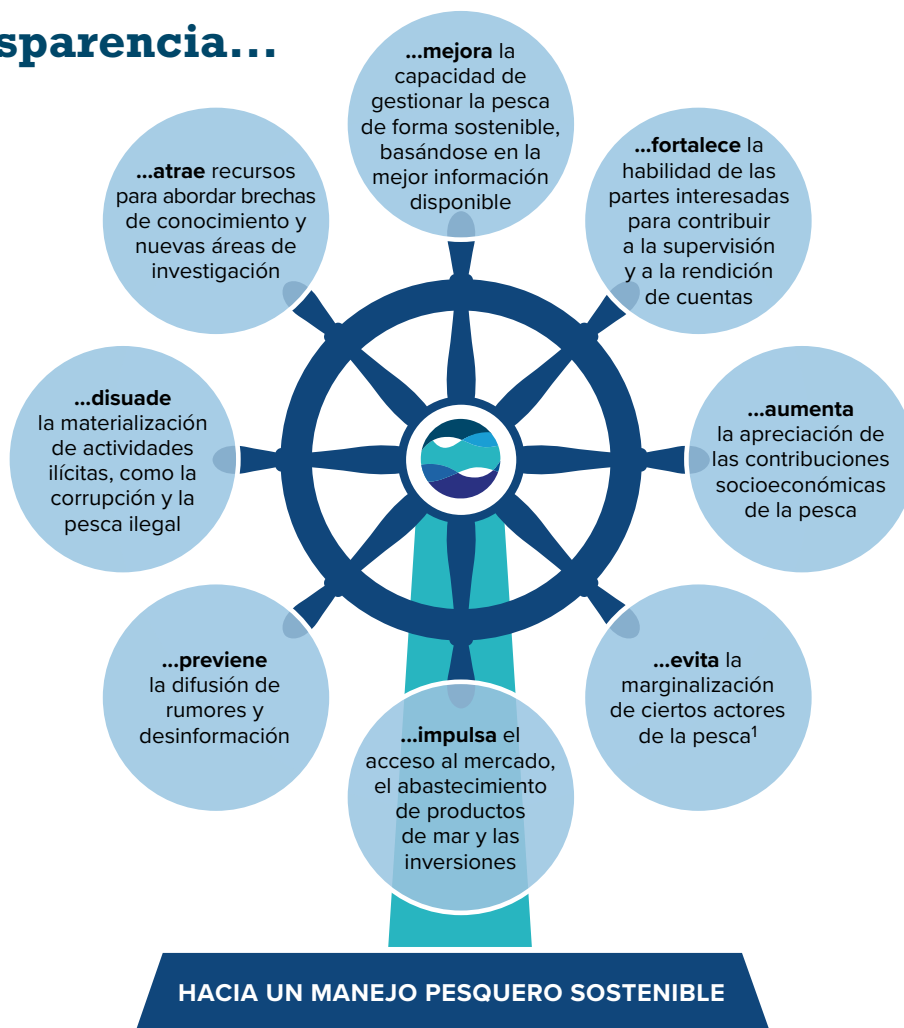 sparencia...
...mejora la
capacidad de
gestionar la pesca
de forma sostenible,
basándose en la
mejor información
disponible
...fortalece la
habilidad de las
partes interesadas
para contribuir
a la supervisión
y a la rendición
de cuentas
...aumenta
la apreciación de
las contribuciones
socioeconómicas
de la pesca
...evita la
marginalización
de ciertos actores
de la pesca¹
...impulsa el
acceso al mercado,
el abastecimiento
de productos
de mar y las
inversiones
...previene
la difusión de
rumores y
desinformación
...disuade
la materialización
de actividades
ilícitas, como la
corrupción y la
pesca ilegal
...atrae recursos
para abordar brechas
de conocimiento y
nuevas áreas de
investigación
HACIA UN MANEJO PESQUERO SOSTENIBLE